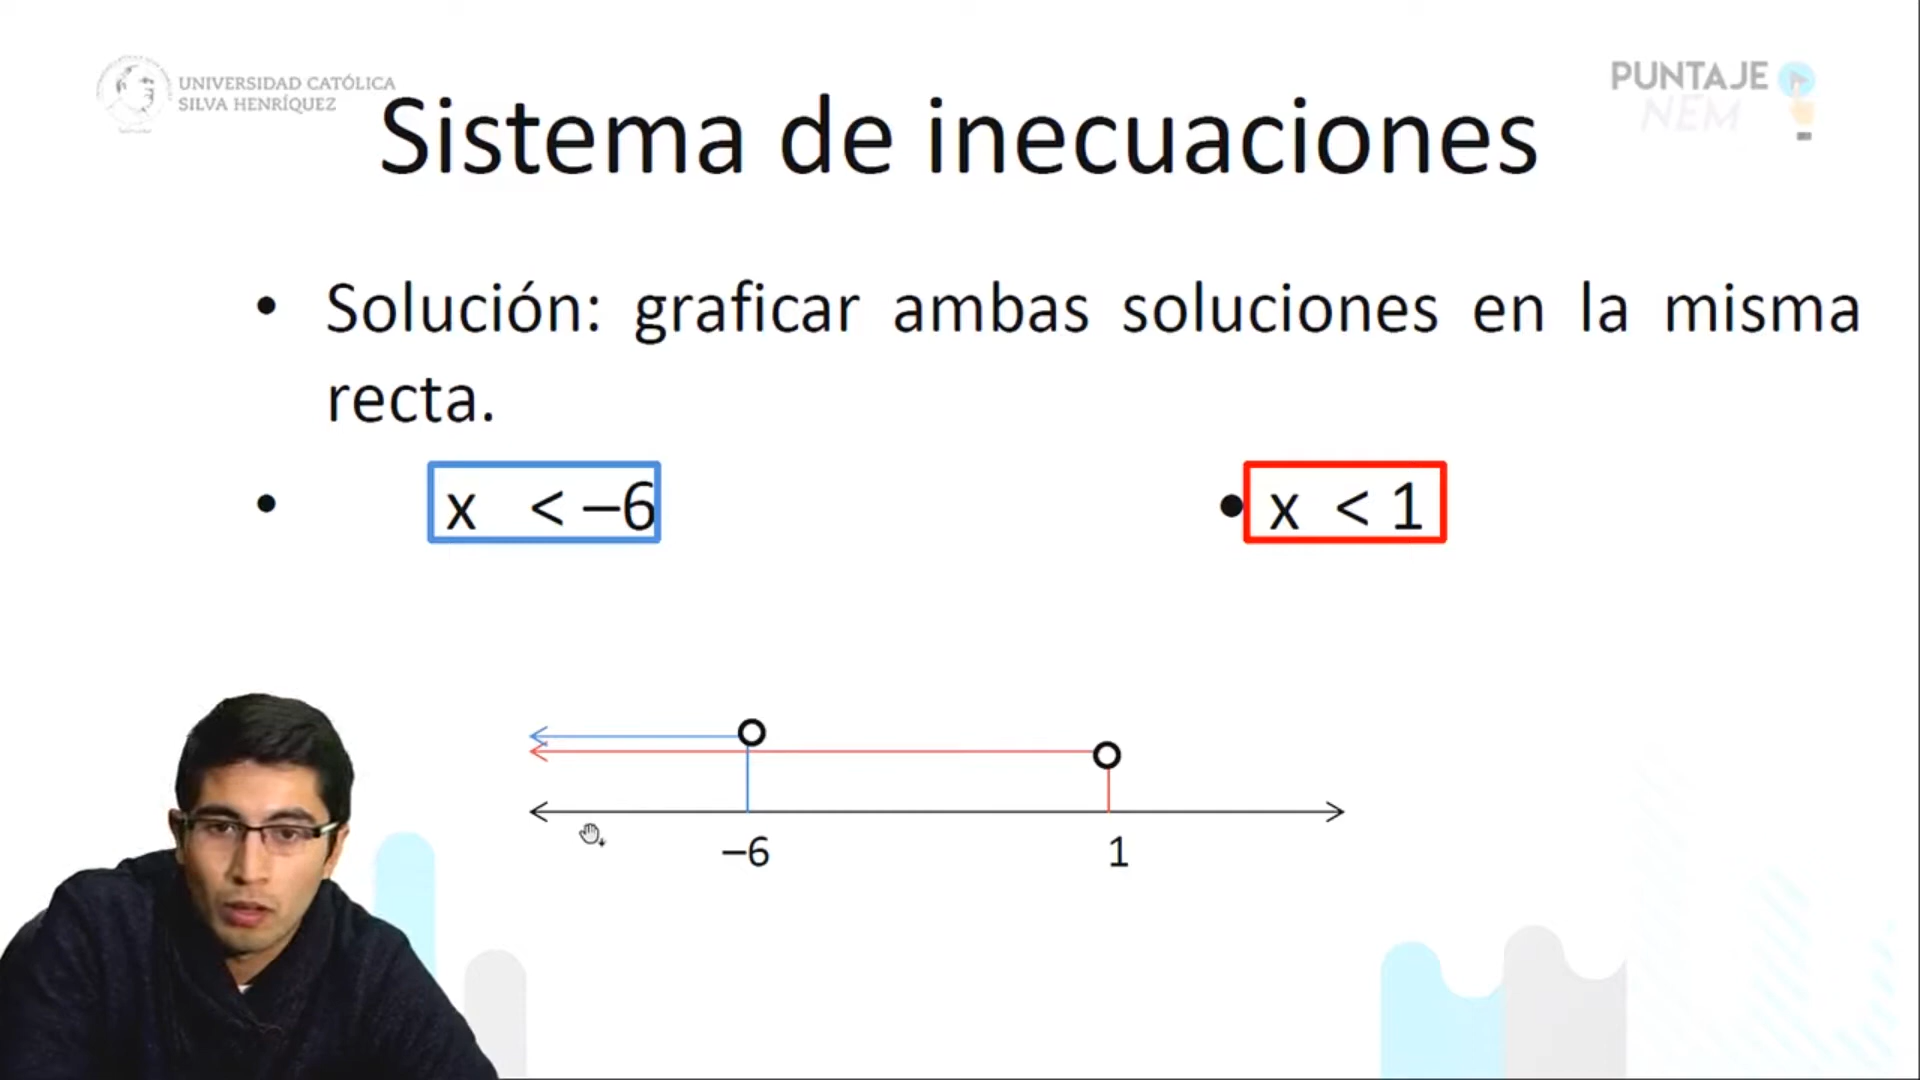 UNIVERSIDAD CATÓLICA
SILVA HENRÍQUEZ
PUNTAJE
NEM
Sistema de inecuaciones
• Solución: graficar ambas soluciones en la misma
recta.
• x < –6
• x < 1
–6
1